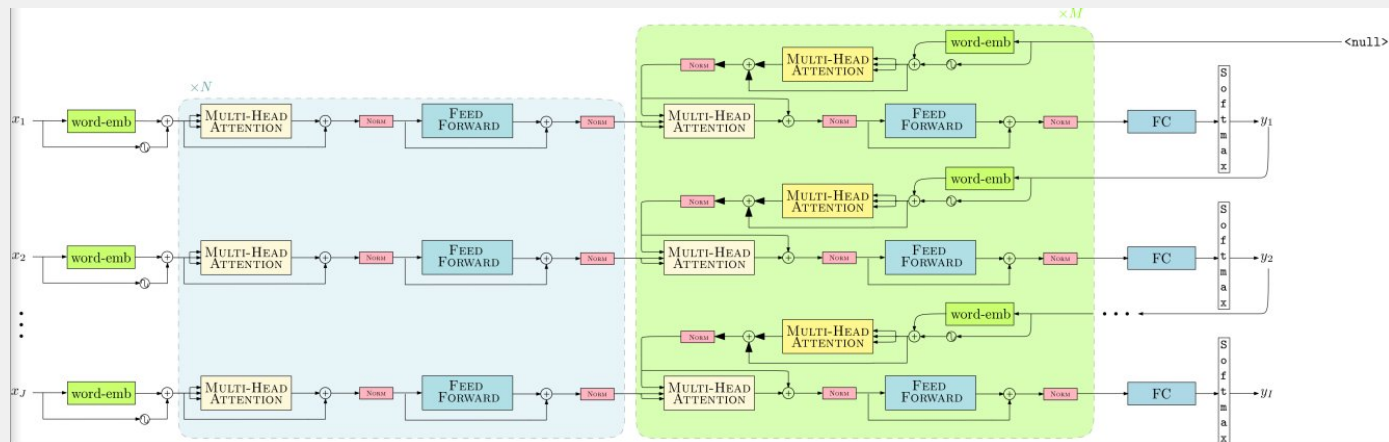 ×M
word-emb
<null>
MULTI-HEAD
ATTENTION
NORM
×N
x₁
word-emb
MULTI-HEAD
ATTENTION
NORM
FEED
FORWARD
NORM
MULTI-HEAD
ATTENTION
NORM
FEED
FORWARD
NORM
FC
Softmax
y₁
word-emb
MULTI-HEAD
ATTENTION
NORM
x₂
word-emb
MULTI-HEAD
ATTENTION
NORM
FEED
FORWARD
NORM
MULTI-HEAD
ATTENTION
NORM
FEED
FORWARD
NORM
FC
Softmax
y₂
word-emb
MULTI-HEAD
ATTENTION
NORM
x_J
word-emb
MULTI-HEAD
ATTENTION
NORM
FEED
FORWARD
NORM
MULTI-HEAD
ATTENTION
NORM
FEED
FORWARD
NORM
FC
Softmax
y_I